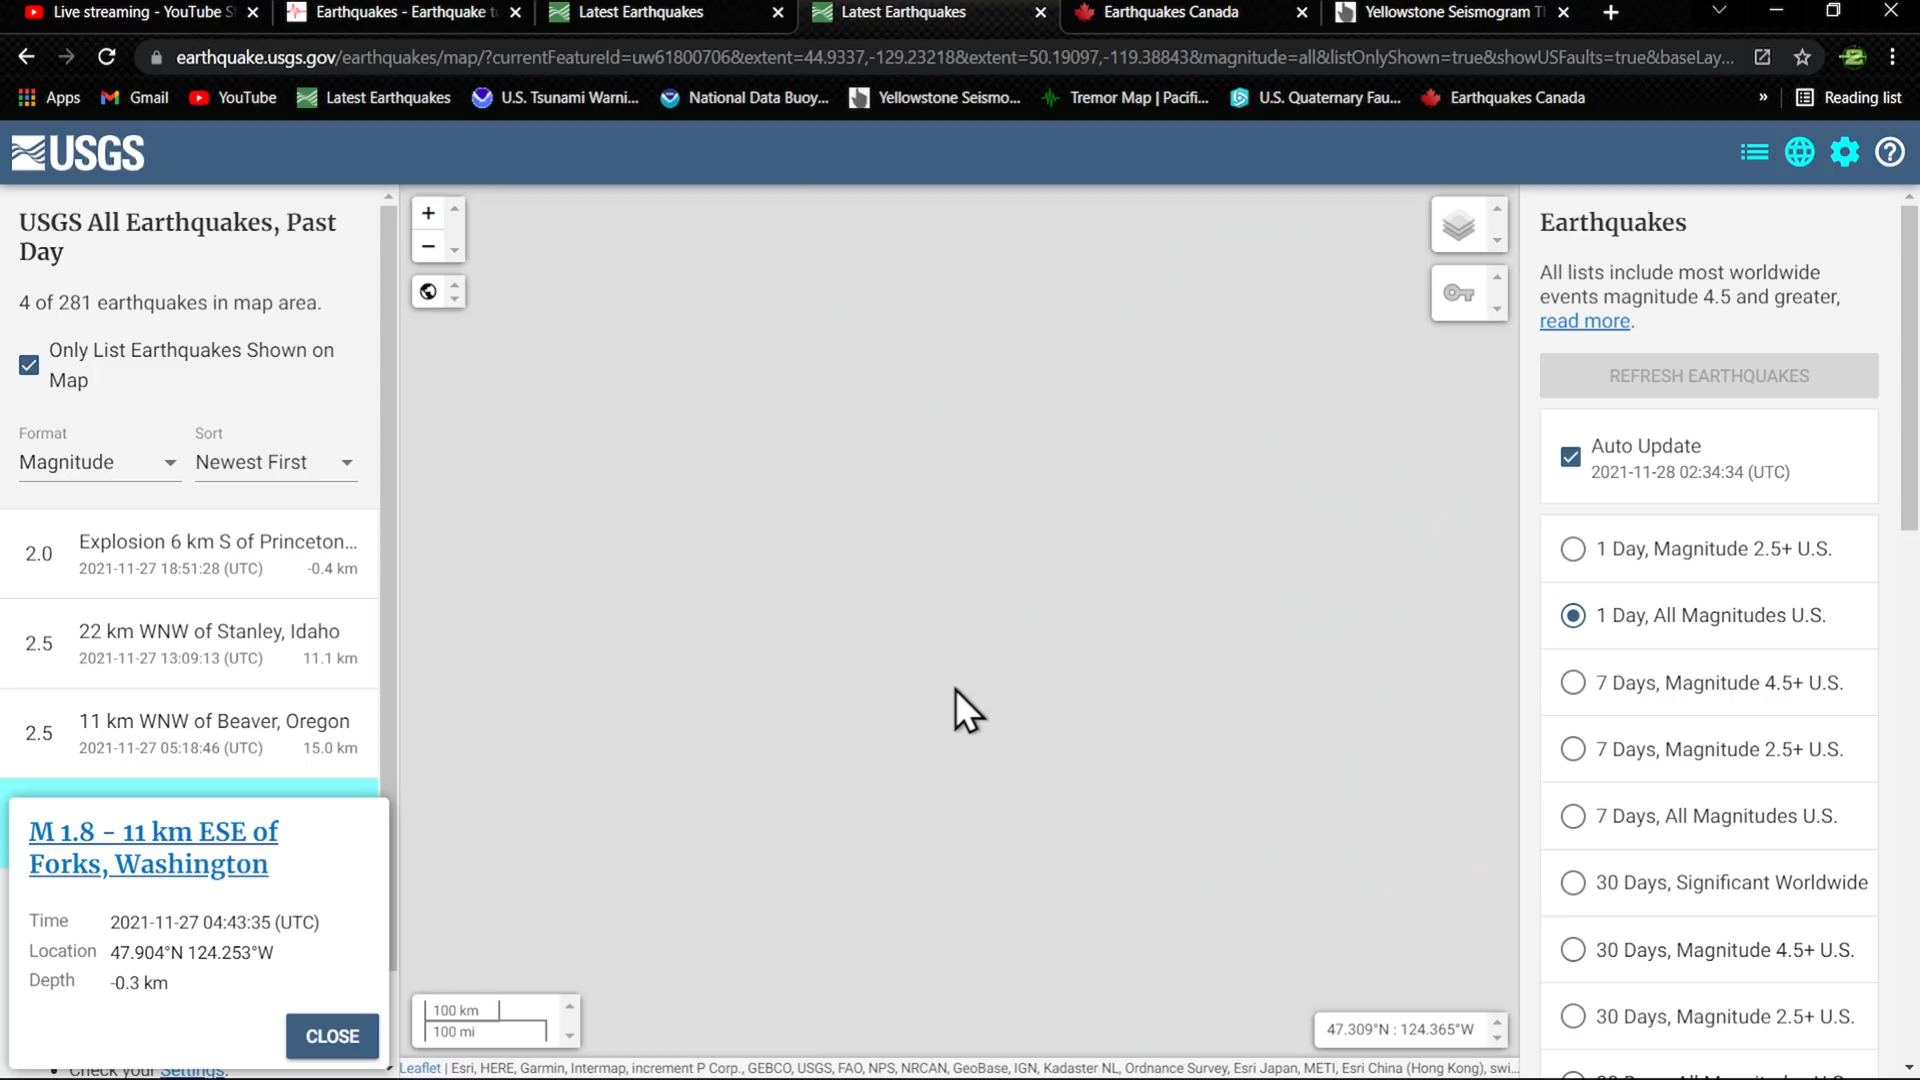 Live streaming - YouTube S
Earthquakes - Earthquake t
Latest Earthquakes
Latest Earthquakes
Earthquakes Canada
Yellowstone Seismogram Th
earthquake.usgs.gov/earthquakes/map/?currentFeatureId=uw61800706&extent=44.9337,-129.23218&extent=50.19097,-119.38843&magnitude=all&listOnlyShown=true&showUSFaults=true&baseLay...
Apps
Gmail
YouTube
Latest Earthquakes
U.S. Tsunami Warni...
National Data Buoy...
Yellowstone Seismo...
Tremor Map | Pacifi...
U.S. Quaternary Fau...
Earthquakes Canada
»
Reading list
USGS
USGS All Earthquakes, Past
Day
4 of 281 earthquakes in map area.
Only List Earthquakes Shown on
Map
Format
Sort
Magnitude
Newest First
2.0
Explosion 6 km S of Princeton...
2021-11-27 18:51:28 (UTC)
-0.4 km
2.5
22 km WNW of Stanley, Idaho
2021-11-27 13:09:13 (UTC)
11.1 km
2.5
11 km WNW of Beaver, Oregon
2021-11-27 05:18:46 (UTC)
15.0 km
M 1.8 - 11 km ESE of
Forks, Washington
Time
2021-11-27 04:43:35 (UTC)
Location
47.904°N 124.253°W
Depth
-0.3 km
CLOSE
Check your Settings.
+
−
100 km
100 mi
47.309°N : 124.365°W
Leaflet | Esri, HERE, Garmin, Intermap, increment P Corp., GEBCO, USGS, FAO, NPS, NRCAN, GeoBase, IGN, Kadaster NL, Ordnance Survey, Esri Japan, METI, Esri China (Hong Kong), swi...
Earthquakes
All lists include most worldwide
events magnitude 4.5 and greater,
read more.
REFRESH EARTHQUAKES
Auto Update
2021-11-28 02:34:34 (UTC)
1 Day, Magnitude 2.5+ U.S.
1 Day, All Magnitudes U.S.
7 Days, Magnitude 4.5+ U.S.
7 Days, Magnitude 2.5+ U.S.
7 Days, All Magnitudes U.S.
30 Days, Significant Worldwide
30 Days, Magnitude 4.5+ U.S.
30 Days, Magnitude 2.5+ U.S.